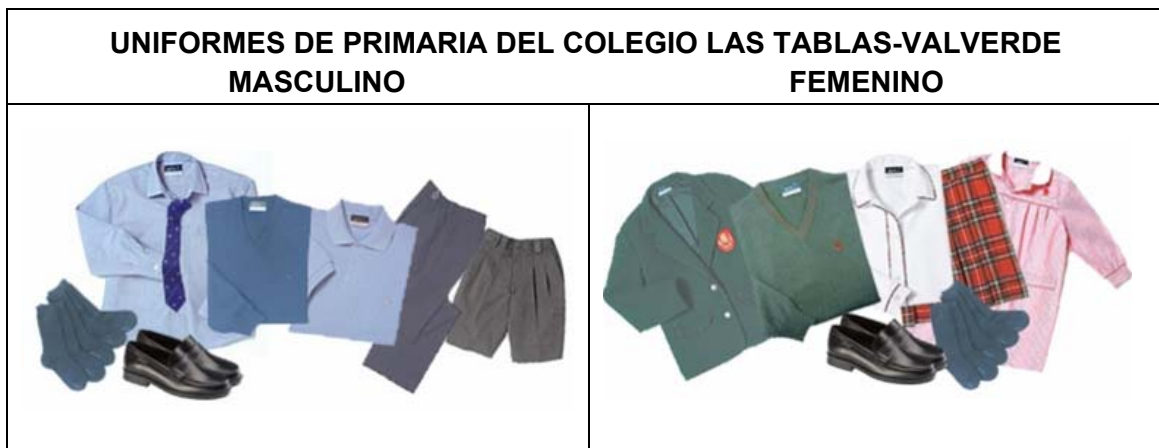 UNIFORMES DE PRIMARIA DEL COLEGIO LAS TABLAS-VALVERDE
MASCULINO FEMENINO